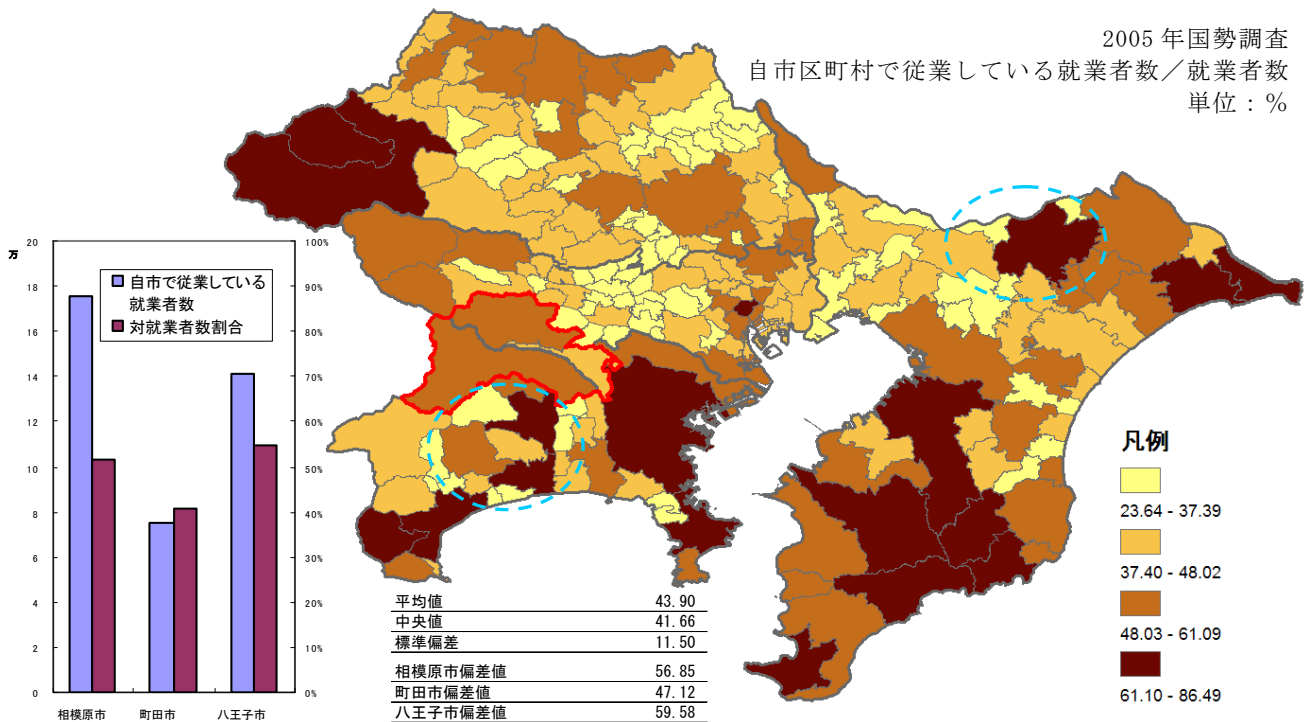 2005年国勢調査
自市区町村で従業している就業者数／就業者数
単位：%
万
20
18
16
14
12
10
8
6
4
2
0
100%
90%
80%
70%
60%
50%
40%
30%
20%
10%
0%
自市で従業している
就業者数
対就業者数割合
相模原市
町田市
八王子市
平均値 43.90
中央値 41.66
標準偏差 11.50
相模原市偏差値 56.85
町田市偏差値 47.12
八王子市偏差値 59.58
凡例
23.64 - 37.39
37.40 - 48.02
48.03 - 61.09
61.10 - 86.49